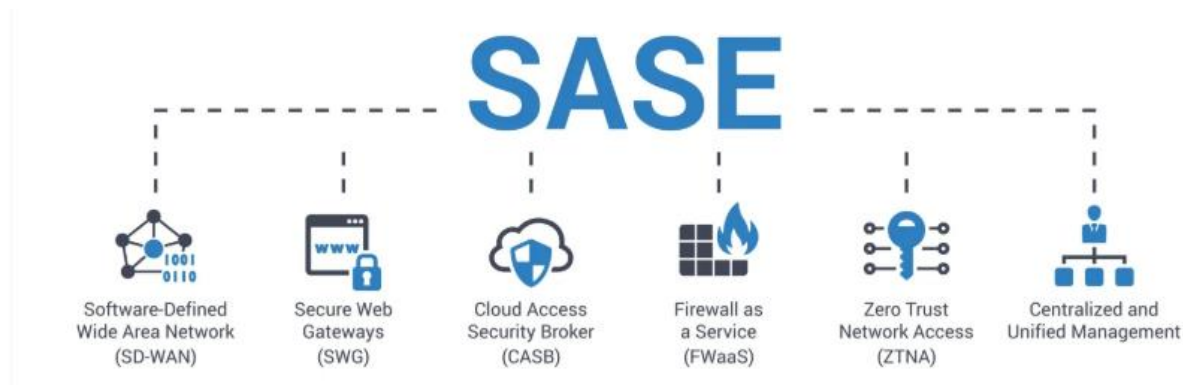 SASE
1001
0110
www
Software-Defined
Wide Area Network
(SD-WAN)
Secure Web
Gateways
(SWG)
Cloud Access
Security Broker
(CASB)
Firewall as
a Service
(FWaaS)
Zero Trust
Network Access
(ZTNA)
Centralized and
Unified Management